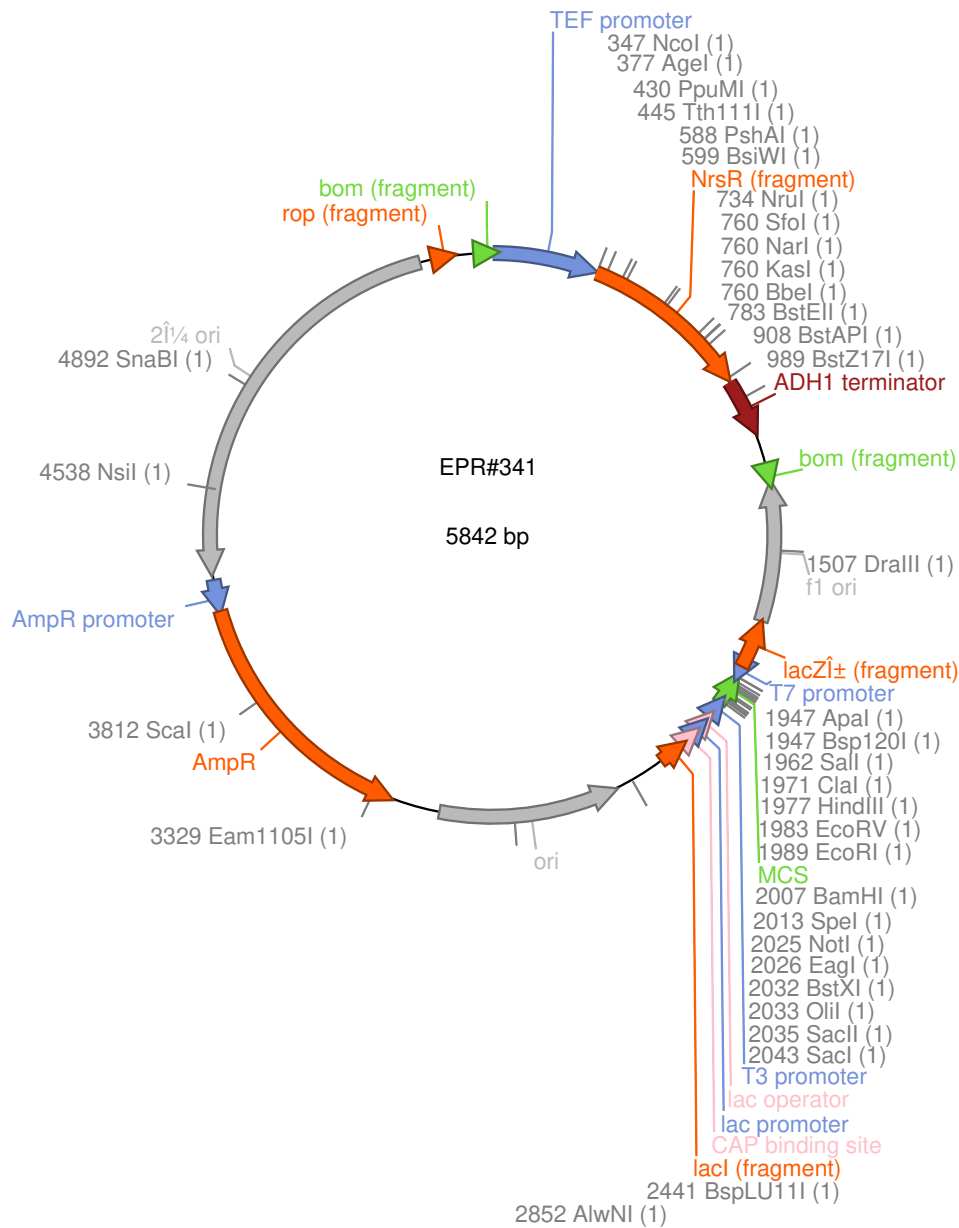 TEF promoter
347 NcoI (1)
377 AgeI (1)
430 PpuMI (1)
445 Tth111I (1)
588 PshAI (1)
599 BsiWI (1)
bom (fragment)
NrsR (fragment)
rop (fragment)
734 NruI (1)
760 SfoI (1)
760 NarI (1)
760 KasI (1)
760 BbeI (1)
783 BstEII (1)
2Î¼ ori
908 BstAPI (1)
4892 SnaBI (1)
989 BstZ17I (1)
ADH1 terminator
bom (fragment)
EPR#341
4538 NsiI (1)
5842 bp
1507 DraIII (1)
f1 ori
AmpR promoter
lacZÎ± (fragment)
T7 promoter
1947 ApaI (1)
3812 ScaI (1)
1947 Bsp120I (1)
AmpR
1962 SalI (1)
1971 ClaI (1)
1977 HindIII (1)
3329 Eam1105I (1)
1983 EcoRV (1)
1989 EcoRI (1)
ori
MCS
2007 BamHI (1)
2013 SpeI (1)
2025 NotI (1)
2026 EagI (1)
2032 BstXI (1)
2033 OliI (1)
2035 SacII (1)
2043 SacI (1)
T3 promoter
lac operator
lac promoter
CAP binding site
lacI (fragment)
2441 BspLU11I (1)
2852 AlwNI (1)